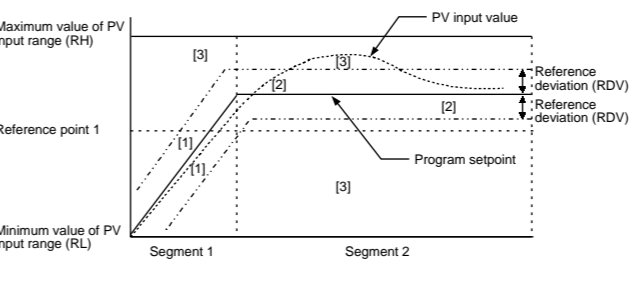 Maximum value of PV
input range (RH)
PV input value
[3]
[3]
[2]
Reference
deviation (RDV)
[2]
Reference
deviation (RDV)
Reference point 1
[1]
Program setpoint
[1]
[3]
Minimum value of PV
input range (RL)
Segment 1
Segment 2